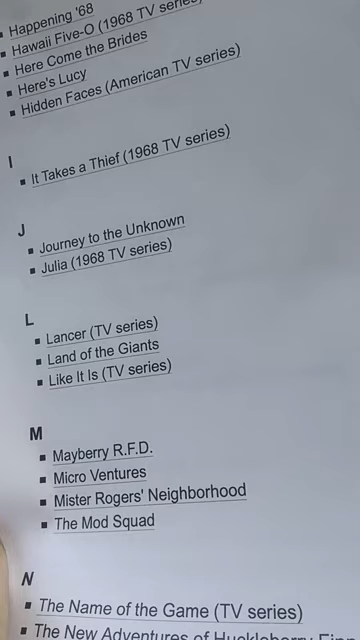 Happening '68
Hawaii Five-O (1968 TV series)
Here Come the Brides
Here's Lucy
Hidden Faces (American TV series)
I
It Takes a Thief (1968 TV series)
J
Journey to the Unknown
Julia (1968 TV series)
L
Lancer (TV series)
Land of the Giants
Like It Is (TV series)
M
Mayberry R.F.D.
Micro Ventures
Mister Rogers' Neighborhood
The Mod Squad
N
The Name of the Game (TV series)
The New Adventures of Huckleberry Finn